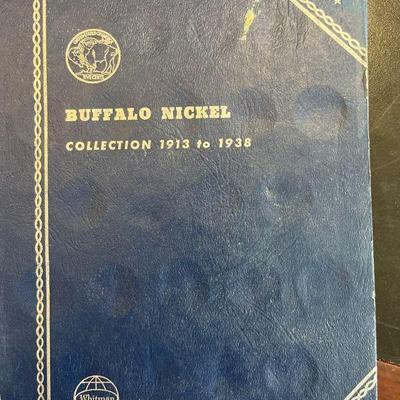 BUFFALO NICKEL
COLLECTION 1913 to 1938
Whitman